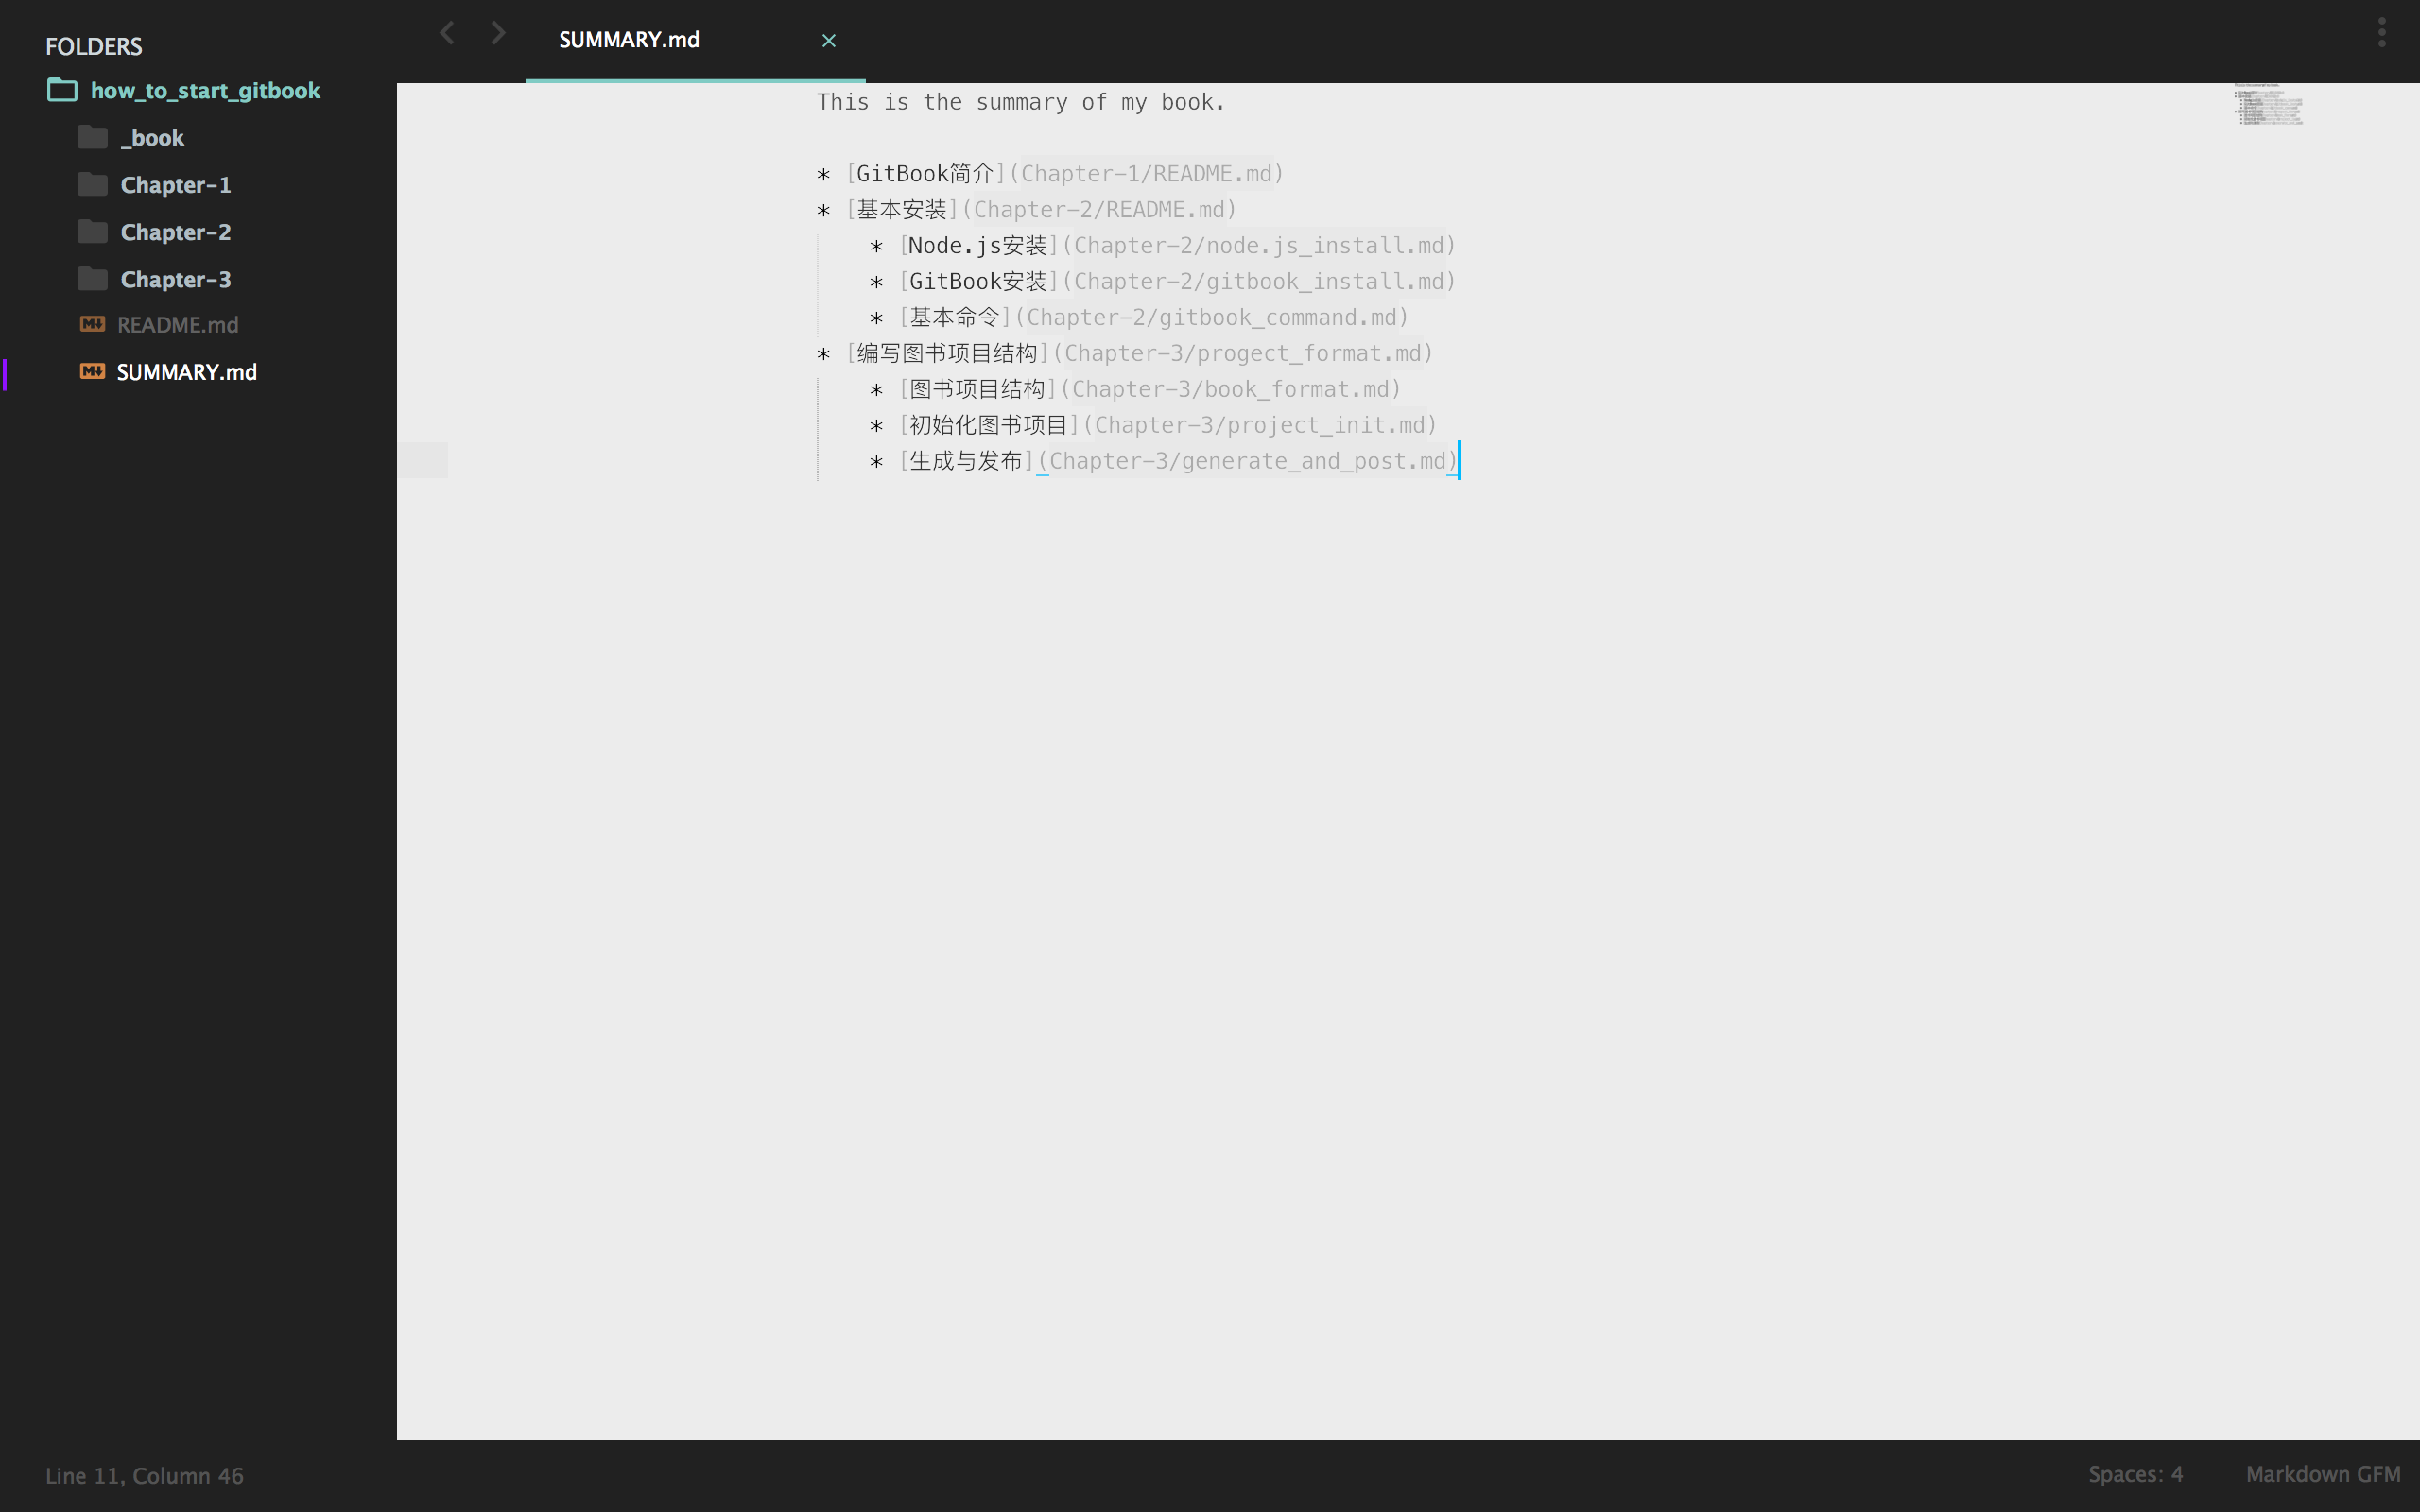 FOLDERS
how_to_start_gitbook
_book
Chapter-1
Chapter-2
Chapter-3
README.md
SUMMARY.md
SUMMARY.md ×
This is the summary of my book.
* [GitBook简介](Chapter-1/README.md)
* [基本安装](Chapter-2/README.md)
    * [Node.js安装](Chapter-2/node.js_install.md)
    * [GitBook安装](Chapter-2/gitbook_install.md)
    * [基本命令](Chapter-2/gitbook_command.md)
* [编写图书项目结构](Chapter-3/progect_format.md)
    * [图书项目结构](Chapter-3/book_format.md)
    * [初始化图书项目](Chapter-3/project_init.md)
    * [生成与发布](Chapter-3/generate_and_post.md)
Line 11, Column 46
Spaces: 4
Markdown GFM